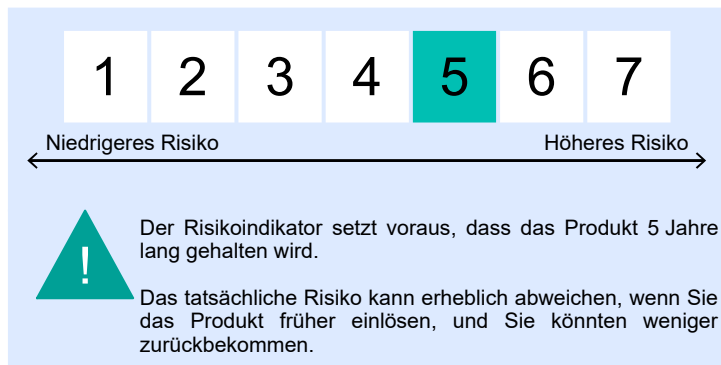 1 2 3 4 5 6 7
Niedrigeres Risiko Höheres Risiko
!
Der Risikoindikator setzt voraus, dass das Produkt 5 Jahre
lang gehalten wird.
Das tatsächliche Risiko kann erheblich abweichen, wenn Sie
das Produkt früher einlösen, und Sie könnten weniger
zurückbekommen.